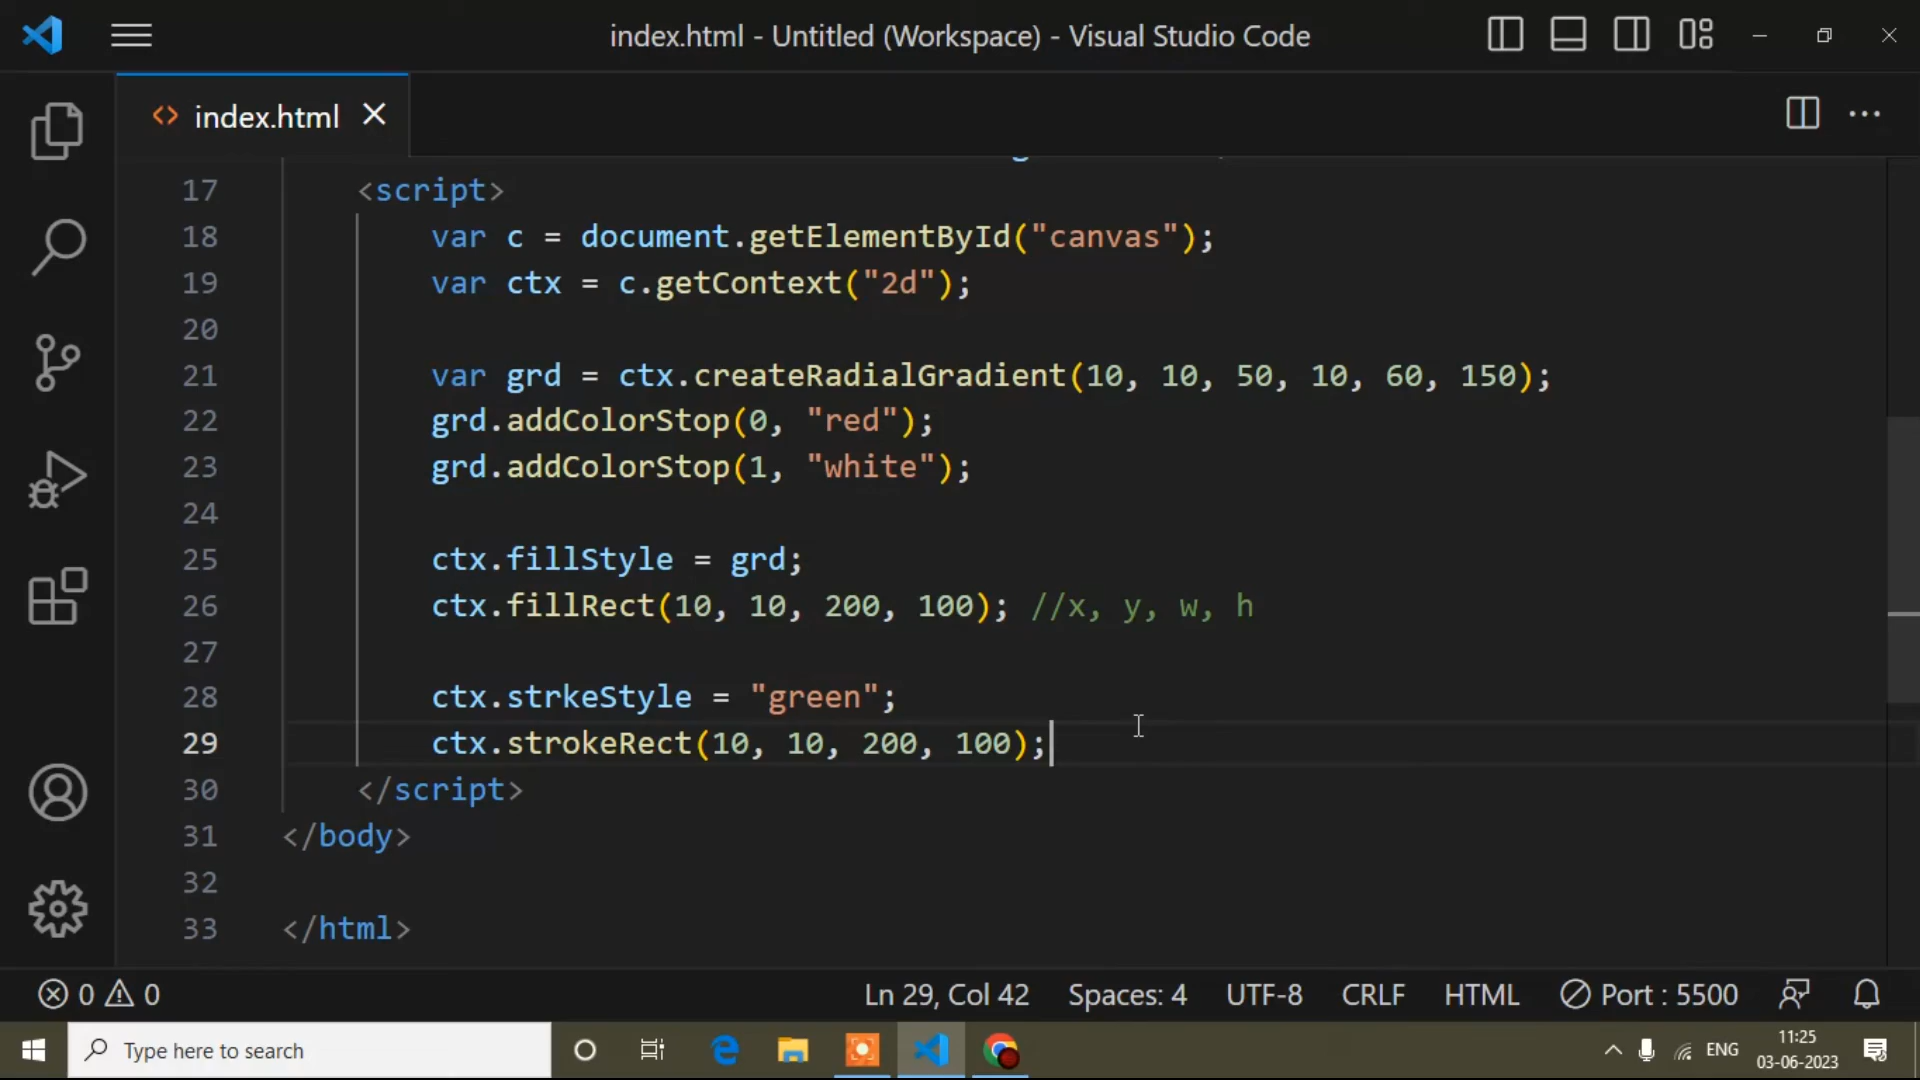 index.html - Untitled (Workspace) - Visual Studio Code
index.html
17 <script>
18 var c = document.getElementById("canvas");
19 var ctx = c.getContext("2d");
20
21 var grd = ctx.createRadialGradient(10, 10, 50, 10, 60, 150);
22 grd.addColorStop(0, "red");
23 grd.addColorStop(1, "white");
24
25 ctx.fillStyle = grd;
26 ctx.fillRect(10, 10, 200, 100); //x, y, w, h
27
28 ctx.strkeStyle = "green";
29 ctx.strokeRect(10, 10, 200, 100);
30 </script>
31 </body>
32
33 </html>
0 0 Ln 29, Col 42 Spaces: 4 UTF-8 CRLF HTML Port : 5500
Type here to search ENG 11:25
03-06-2023